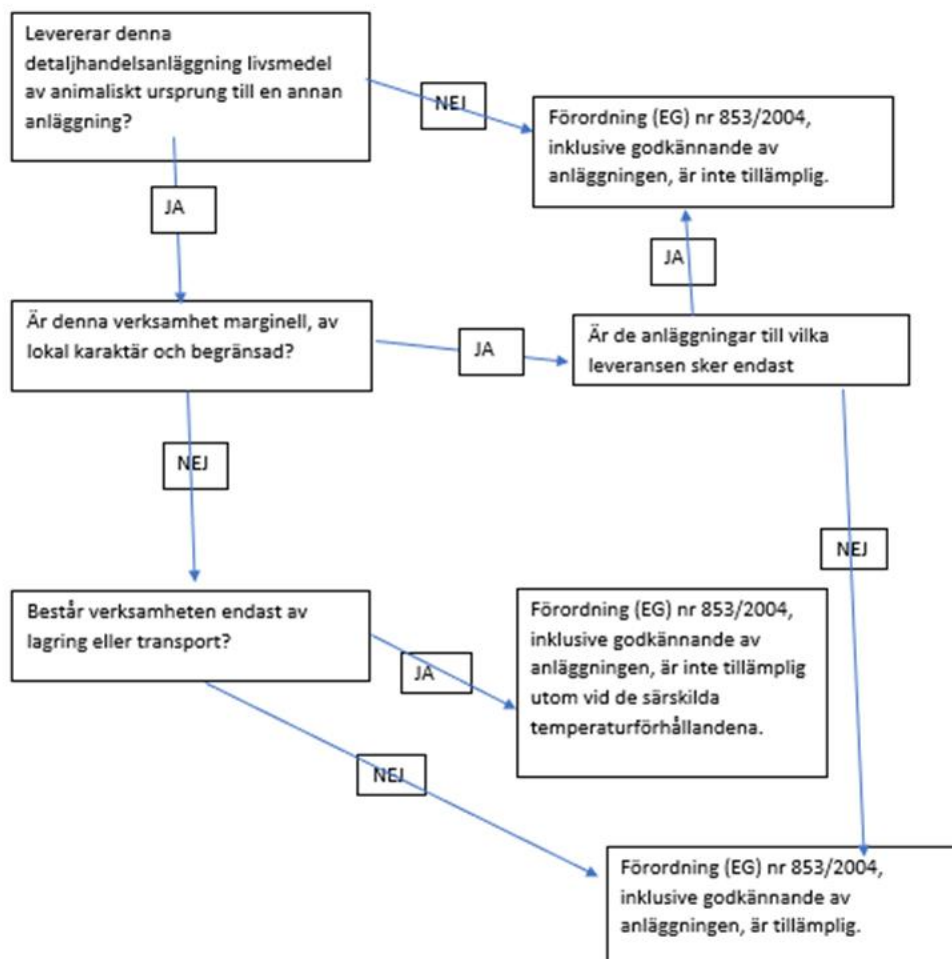 Levererar denna
detaljhandelsanläggning livsmedel
av animaliskt ursprung till en annan
anläggning?
NEJ
Förordning (EG) nr 853/2004,
inklusive godkännande av
anläggningen, är inte tillämplig.
JA
JA
Är denna verksamhet marginell, av
lokal karaktär och begränsad?
JA
Är de anläggningar till vilka
leveransen sker endast
NEJ
NEJ
Består verksamheten endast av
lagring eller transport?
JA
Förordning (EG) nr 853/2004,
inklusive godkännande av
anläggningen, är inte tillämplig
utom vid de särskilda
temperaturförhållandena.
NEJ
Förordning (EG) nr 853/2004,
inklusive godkännande av
anläggningen, är tillämplig.